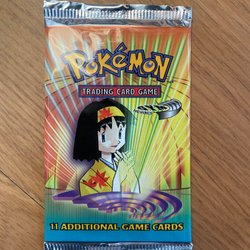 POKéMON
TRADING CARD GAME
11 ADDITIONAL GAME CARDS